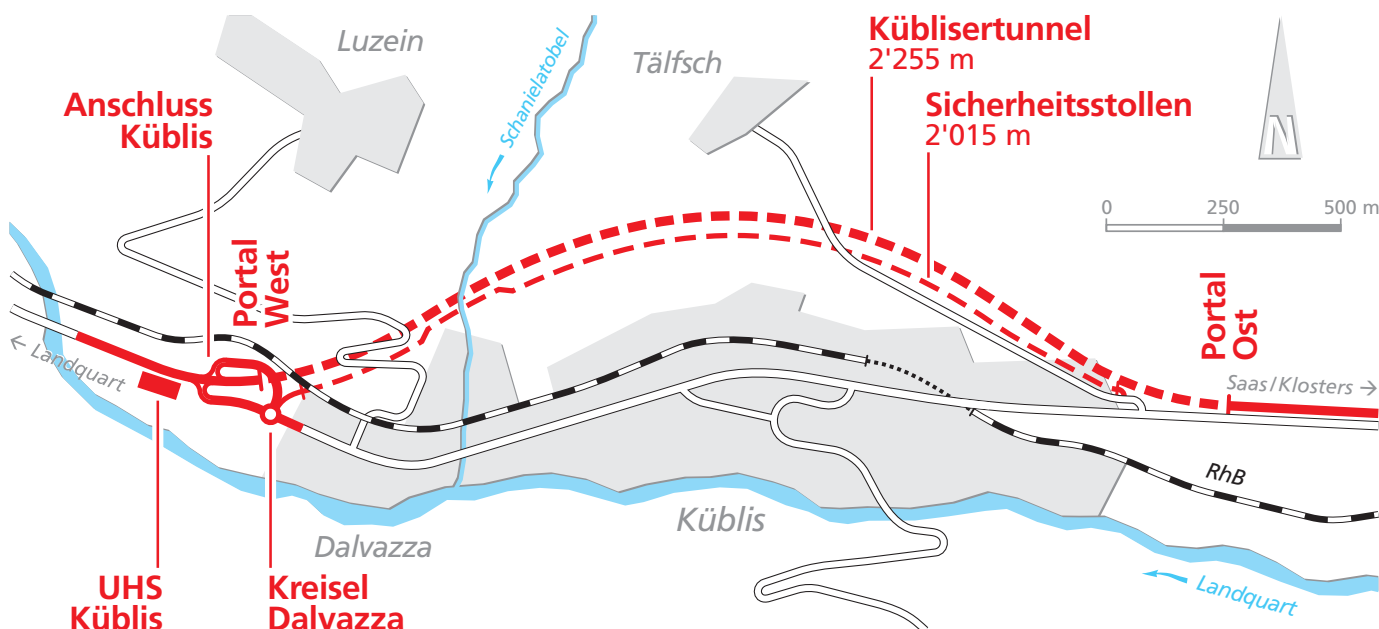 Luzein
Schanielatobel
Tälfsch
Küblisertunnel
2'255 m
Sicherheitsstollen
2'015 m
N
Anschluss
Küblis
0 250 500 m
Portal
West
Portal
Ost
← Landquart
Saas/Klosters →
RhB
Küblis
Dalvazza
Landquart
UHS
Küblis
Kreisel
Dalvazza